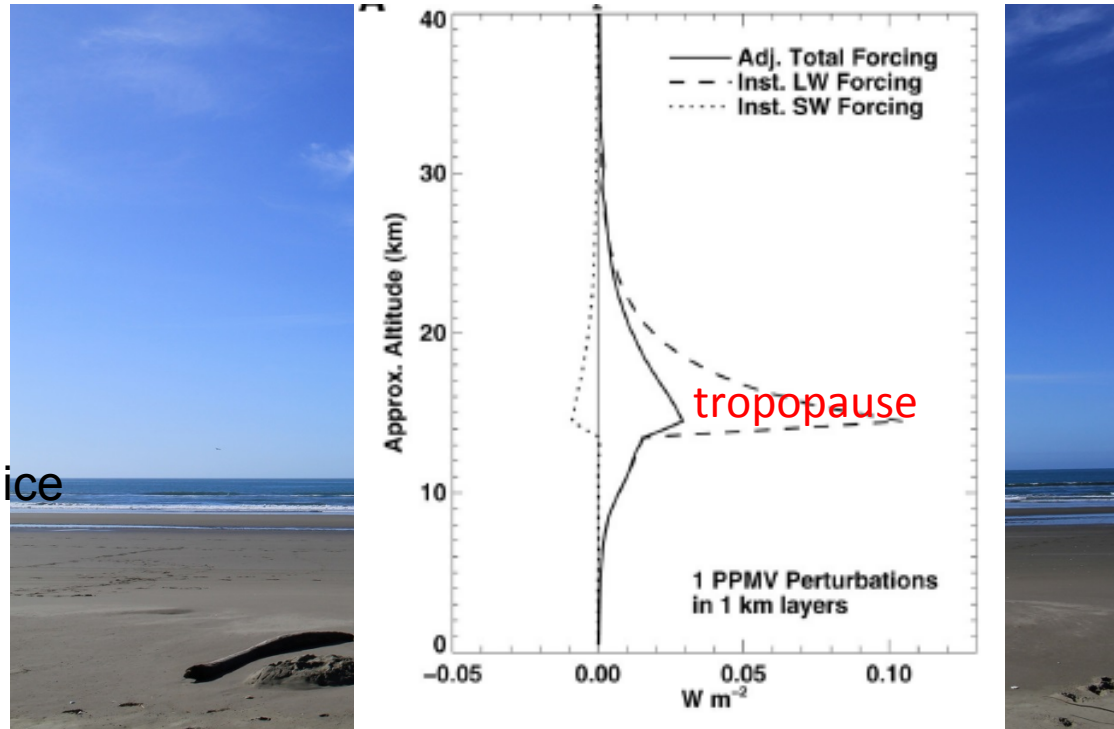 ice
40
30
20
10
0
Approx. Altitude (km)
Adj. Total Forcing
Inst. LW Forcing
Inst. SW Forcing
tropopause
1 PPMV Perturbations
in 1 km layers
−0.05 0.00 0.05 0.10
W m⁻²